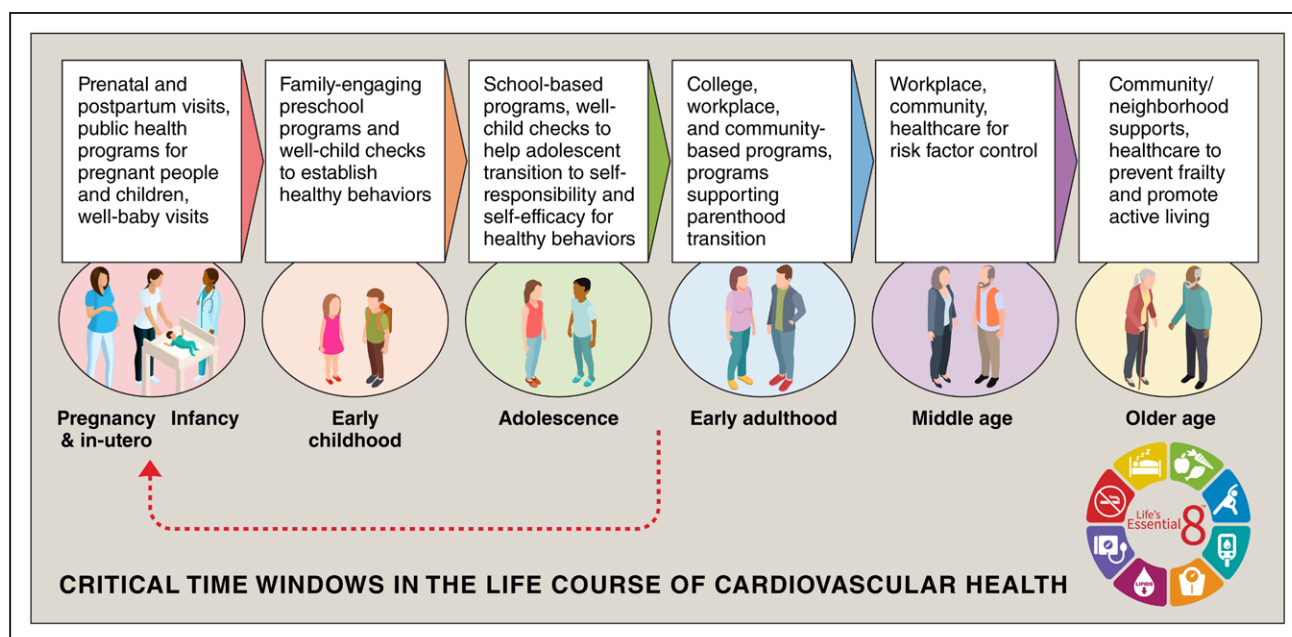 Prenatal and
postpartum visits,
public health
programs for
pregnant people
and children,
well-baby visits
Family-engaging
preschool
programs and
well-child checks
to establish
healthy behaviors
School-based
programs, well-
child checks to
help adolescent
transition to self-
responsibility and
self-efficacy for
healthy behaviors
College,
workplace,
and community-
based programs,
programs
supporting
parenthood
transition
Workplace,
community,
healthcare for
risk factor control
Community/
neighborhood
supports,
healthcare to
prevent frailty
and promote
active living
Pregnancy
& in-utero
Infancy
Early
childhood
Adolescence
Early adulthood
Middle age
Older age
Life's
Essential
8™
LIPIDS
CRITICAL TIME WINDOWS IN THE LIFE COURSE OF CARDIOVASCULAR HEALTH